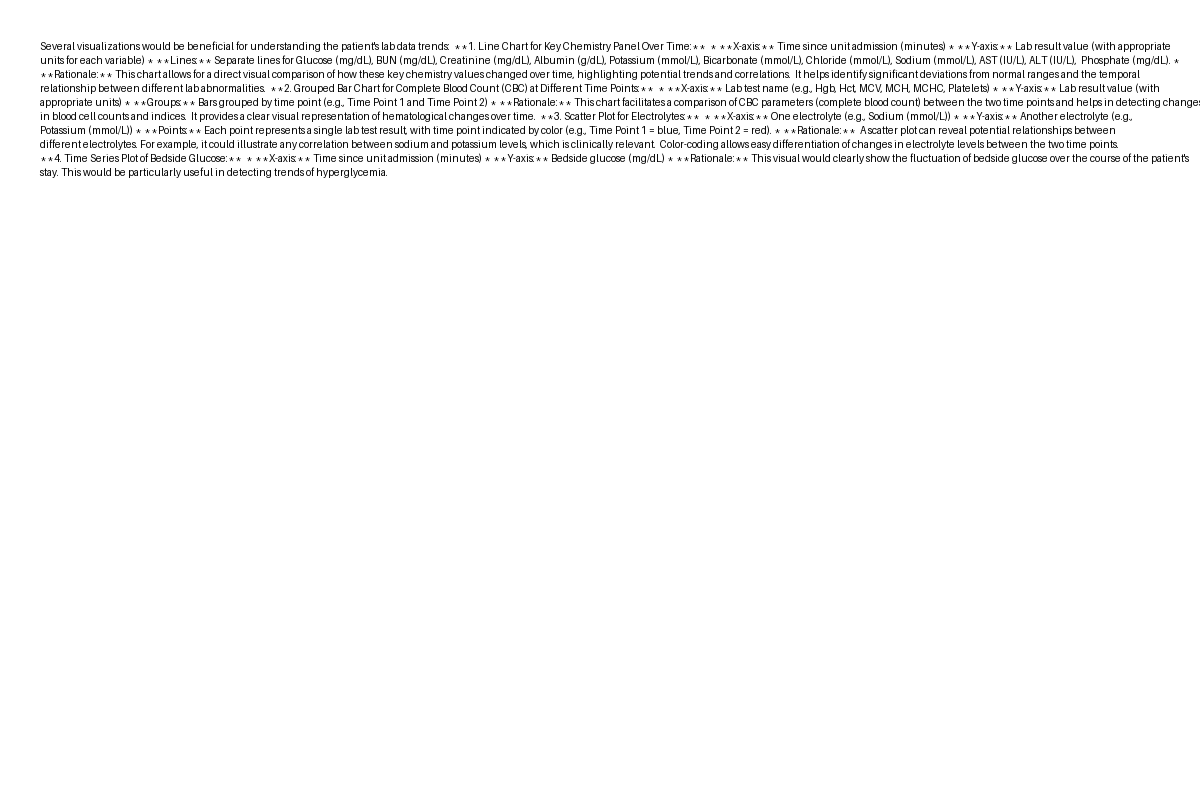 Several visualizations would be beneficial for understanding the patient's lab data trends:  **1. Line Chart for Key Chemistry Panel Over Time:**  * **X-axis:** Time since unit admission (minutes) * **Y-axis:** Lab result value (with appropriate
units for each variable) * **Lines:** Separate lines for Glucose (mg/dL), BUN (mg/dL), Creatinine (mg/dL), Albumin (g/dL), Potassium (mmol/L), Bicarbonate (mmol/L), Chloride (mmol/L), Sodium (mmol/L), AST (IU/L), ALT (IU/L),  Phosphate (mg/dL). *
**Rationale:** This chart allows for a direct visual comparison of how these key chemistry values changed over time, highlighting potential trends and correlations.  It helps identify significant deviations from normal ranges and the temporal
relationship between different lab abnormalities.  **2. Grouped Bar Chart for Complete Blood Count (CBC) at Different Time Points:**  * **X-axis:** Lab test name (e.g., Hgb, Hct, MCV, MCH, MCHC, Platelets) * **Y-axis:** Lab result value (with
appropriate units) * **Groups:** Bars grouped by time point (e.g., Time Point 1 and Time Point 2) * **Rationale:** This chart facilitates a comparison of CBC parameters (complete blood count) between the two time points and helps in detecting changes
in blood cell counts and indices.  It provides a clear visual representation of hematological changes over time.  **3. Scatter Plot for Electrolytes:**  * **X-axis:** One electrolyte (e.g., Sodium (mmol/L)) * **Y-axis:** Another electrolyte (e.g.,
Potassium (mmol/L)) * **Points:** Each point represents a single lab test result, with time point indicated by color (e.g., Time Point 1 = blue, Time Point 2 = red). * **Rationale:**  A scatter plot can reveal potential relationships between
different electrolytes. For example, it could illustrate any correlation between sodium and potassium levels, which is clinically relevant.  Color-coding allows easy differentiation of changes in electrolyte levels between the two time points.
**4. Time Series Plot of Bedside Glucose:**  * **X-axis:** Time since unit admission (minutes) * **Y-axis:** Bedside glucose (mg/dL) * **Rationale:** This visual would clearly show the fluctuation of bedside glucose over the course of the patient's
stay. This would be particularly useful in detecting trends of hyperglycemia.